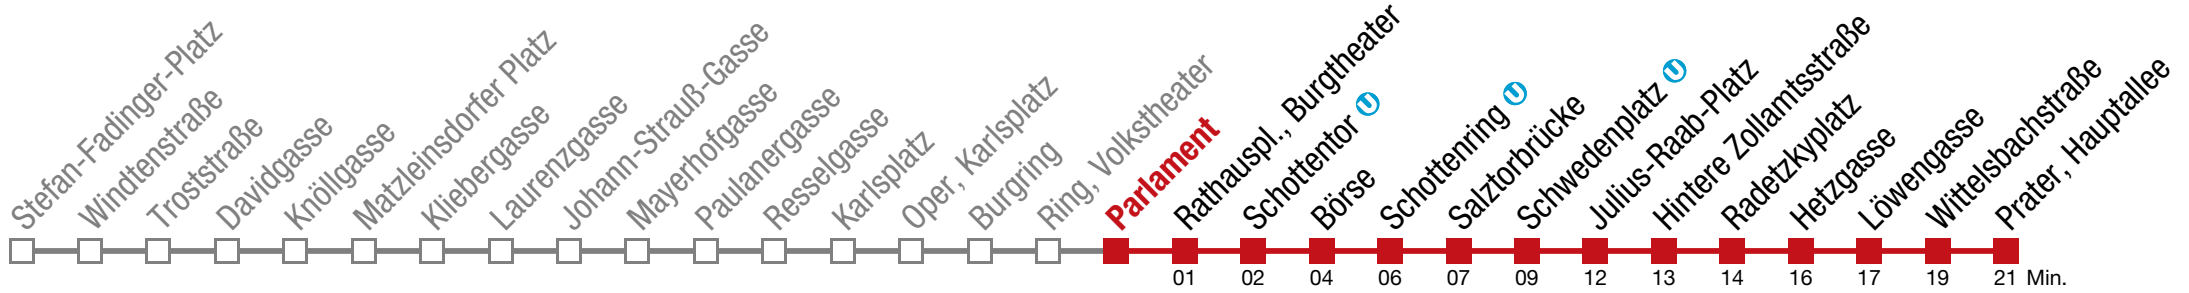 Stefan-Fadinger-Platz
Windtenstraße
Troststraße
Davidgasse
Knöllgasse
Matzleinsdorfer Platz
Kliebergasse
Laurenzgasse
Johann-Strauß-Gasse
Mayerhofgasse
Paulanergasse
Resselgasse
Karlsplatz
Oper, Karlsplatz
Burgring
Ring, Volkstheater
Parlament
Rathauspl., Burgtheater
Schottentor U
Börse
Schottenring U
Salztorbrücke
Schwedenplatz U
Julius-Raab-Platz
Hintere Zollamtsstraße
Radetzkyplatz
Hetzgasse
Löwengasse
Wittelsbachstraße
Prater, Hauptallee
01 02 04 06 07 09 12 13 14 16 17 19 21 Min.